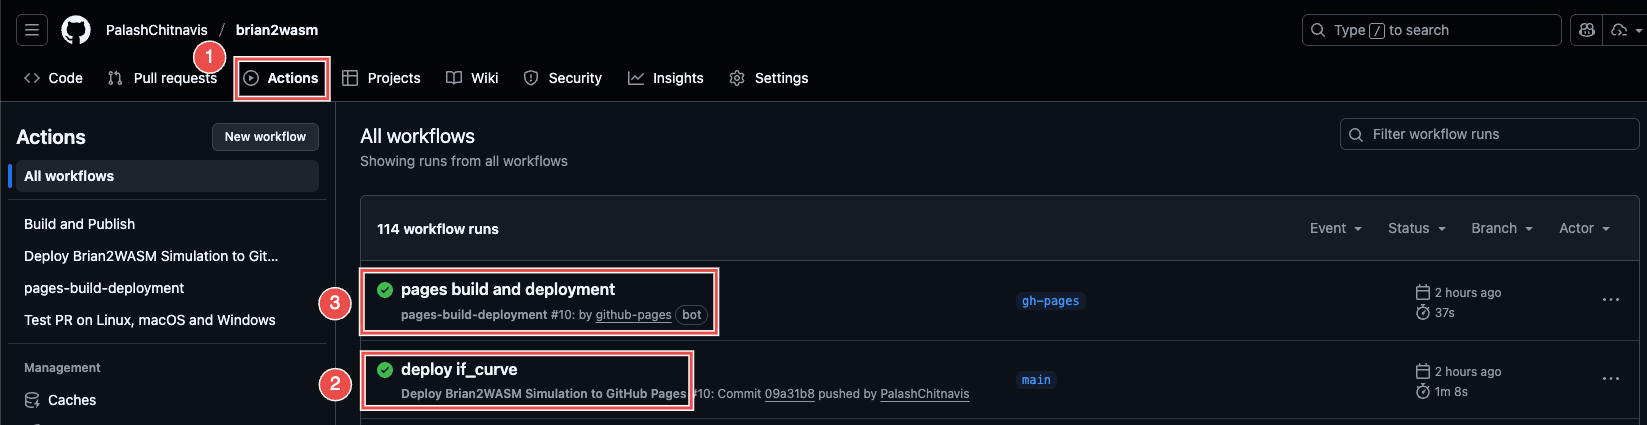 PalashChitnavis / brian2wasm
Type / to search
1
Code
Pull requests
Actions
Projects
Wiki
Security
Insights
Settings
Actions
New workflow
All workflows
Build and Publish
Deploy Brian2WASM Simulation to Git...
pages-build-deployment
Test PR on Linux, macOS and Windows
Management
Caches
All workflows
Showing runs from all workflows
Filter workflow runs
114 workflow runs
Event
Status
Branch
Actor
3
pages build and deployment
pages-build-deployment #10: by github-pages bot
gh-pages
2 hours ago
37s
2
deploy if_curve
Deploy Brian2WASM Simulation to GitHub Pages #10: Commit 09a31b8 pushed by PalashChitnavis
main
2 hours ago
1m 8s